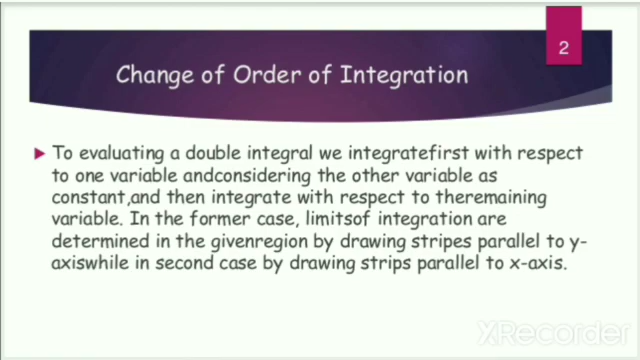 2
Change of Order of Integration
To evaluating a double integral we integratefirst with respect
to one variable andconsidering the other variable as
constant,and then integrate with respect to theremaining
variable. In the former case, limitsof integration are
determined in the givenregion by drawing stripes parallel to y-
axiswhile in second case by drawing strips parallel to x-axis.
XRecorder